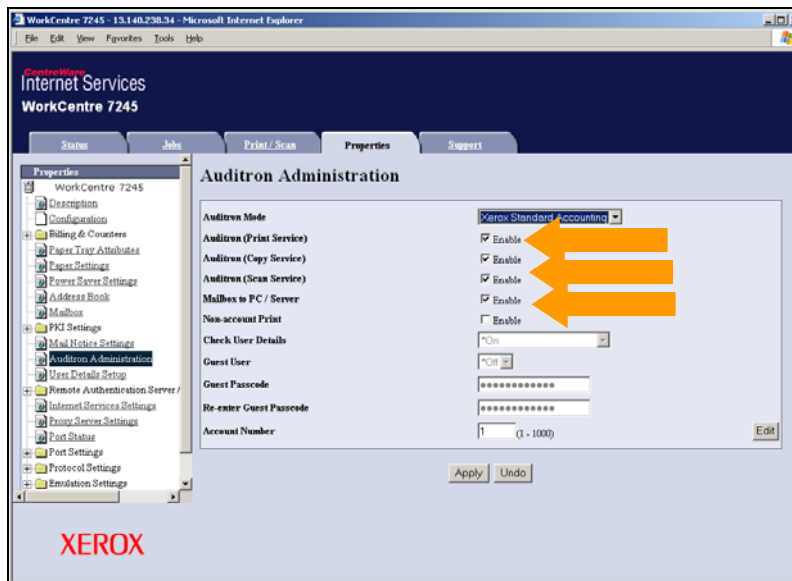 WorkCentre 7245 - 13.140.238.34 - Microsoft Internet Explorer
File Edit View Favorites Tools Help
CentreWare
Internet Services
WorkCentre 7245
Status Jobs Print / Scan Properties Support
Properties
WorkCentre 7245
Description
Configuration
Billing & Counters
Paper Tray Attributes
Paper Settings
Power Saver Settings
Address Book
Mailbox
PKI Settings
Mail Notice Settings
Auditron Administration
User Details Setup
Remote Authentication Server /
Internet Services Settings
Proxy Server Settings
Port Status
Port Settings
Protocol Settings
Emulation Settings
Auditron Administration
Auditron Mode Xerox Standard Accounting
Auditron (Print Service) Enable
Auditron (Copy Service) Enable
Auditron (Scan Service) Enable
Mailbox to PC / Server Enable
Non-account Print Enable
Check User Details *On
Guest User *Off
Guest Passcode ●●●●●●●●●●●●
Re-enter Guest Passcode ●●●●●●●●●●●●
Account Number 1 (1 - 1000) Edit
Apply Undo
XEROX